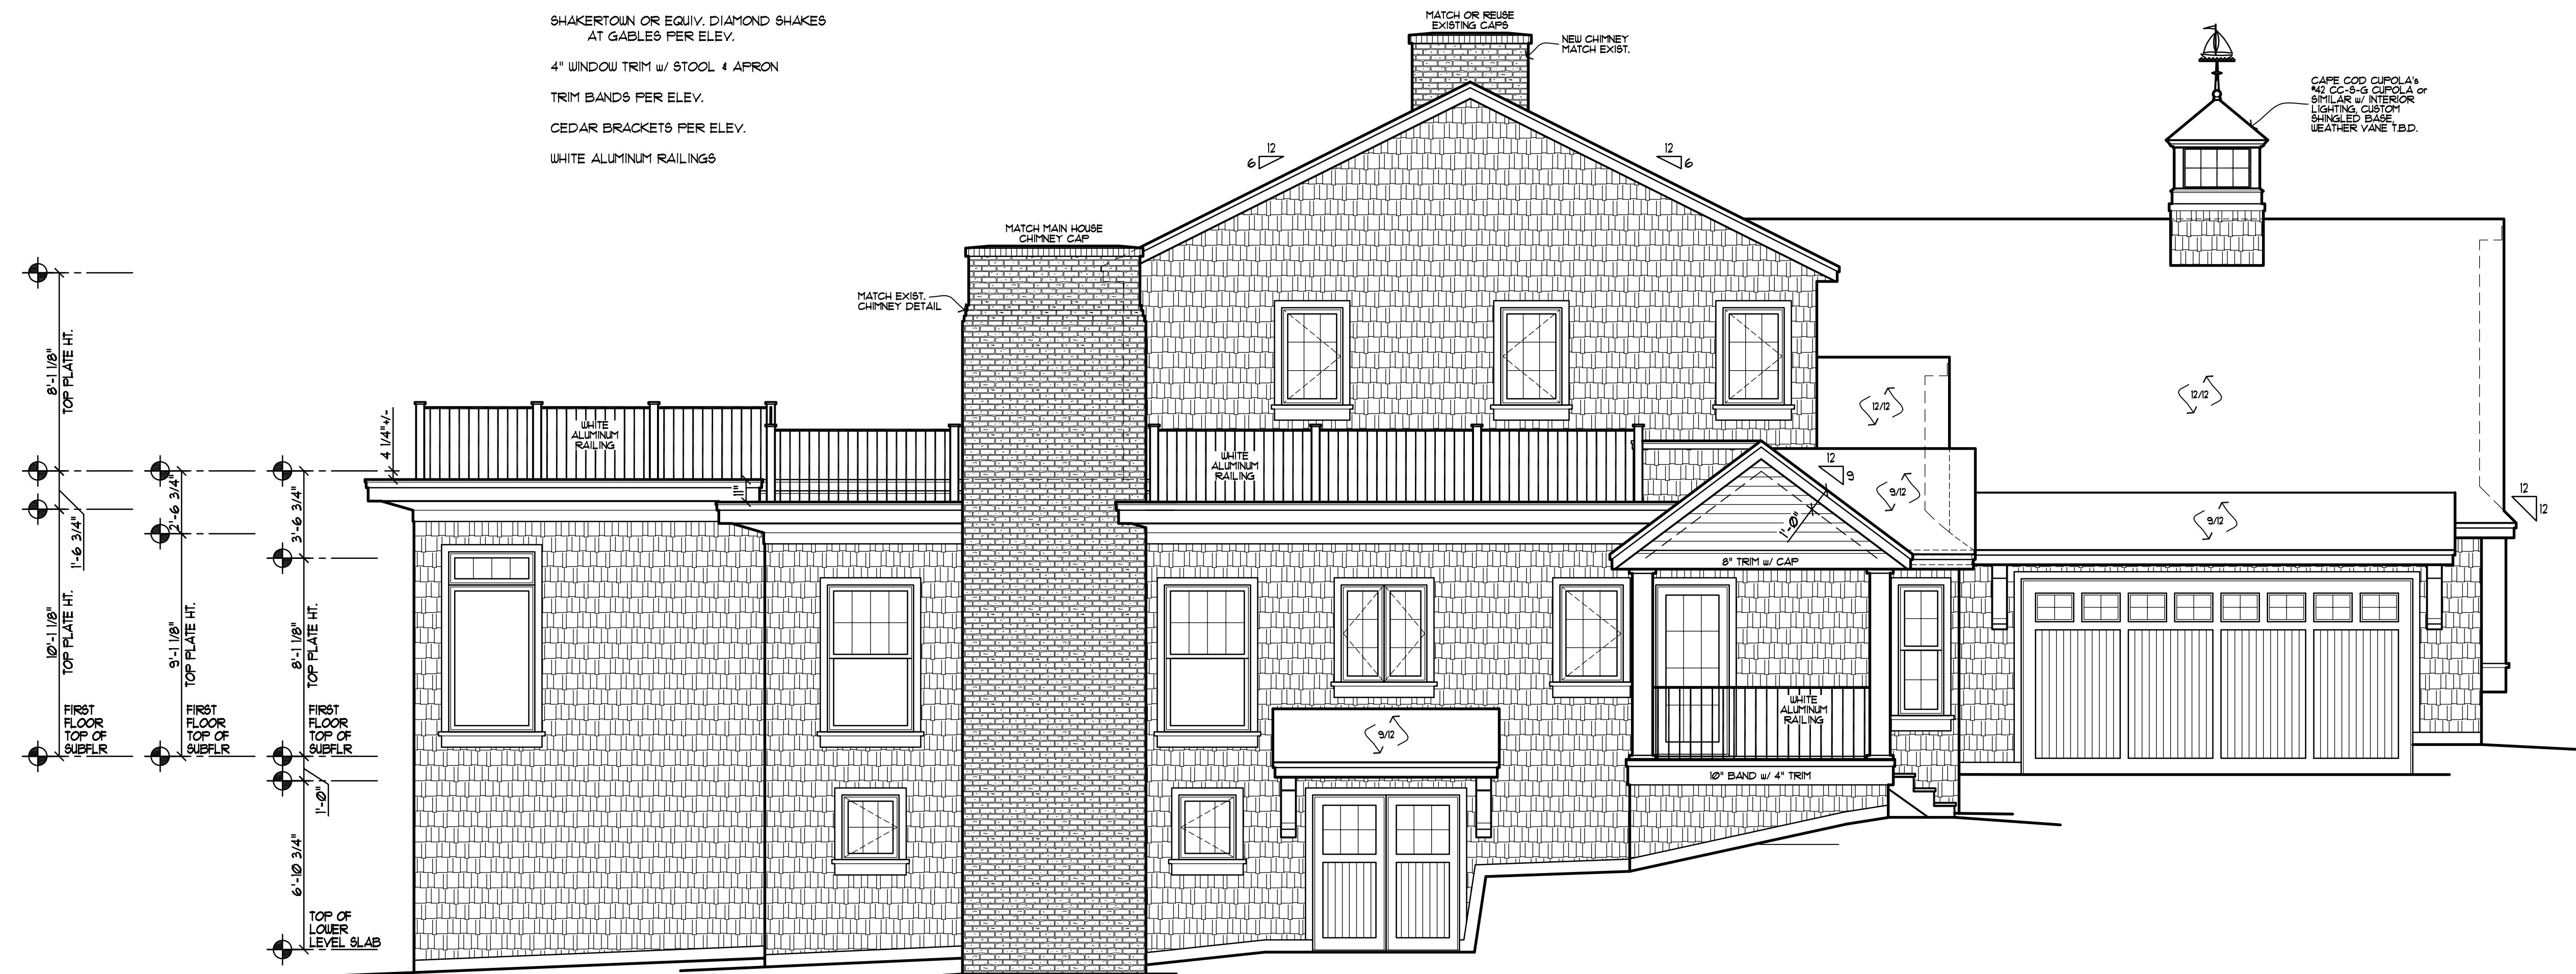 SHAKERTOWN OR EQUIV. DIAMOND SHAKES
AT GABLES PER ELEV.
4" WINDOW TRIM w/ STOOL & APRON
TRIM BANDS PER ELEV.
CEDAR BRACKETS PER ELEV.
WHITE ALUMINUM RAILINGS
MATCH OR REUSE
EXISTING CAPS
NEW CHIMNEY
MATCH EXIST.
CAPE COD CUPOLA's
#42 CC-S-G CUPOLA or
SIMILAR w/ INTERIOR
LIGHTING, CUSTOM
SHINGLED BASE,
WEATHER VANE T.B.D.
12
6
12
6
MATCH MAIN HOUSE
CHIMNEY CAP
MATCH EXIST.
CHIMNEY DETAIL
8'-1 1/8"
TOP PLATE HT.
1'-6 3/4"
10'-1 1/8"
TOP PLATE HT.
FIRST
FLOOR
TOP OF
SUBFLR
2'-6 3/4"
9'-1 1/8"
TOP PLATE HT.
FIRST
FLOOR
TOP OF
SUBFLR
3'-6 3/4"
8'-1 1/8"
TOP PLATE HT.
FIRST
FLOOR
TOP OF
SUBFLR
1'-0"
6'-10 3/4"
TOP OF
LOWER
LEVEL SLAB
4 1/4"+/-
WHITE
ALUMINUM
RAILING
11"
WHITE
ALUMINUM
RAILING
12
9
1'-0"
8" TRIM w/ CAP
12/12
12/12
9/12
9/12
12
12
9/12
WHITE
ALUMINUM
RAILING
10" BAND w/ 4" TRIM